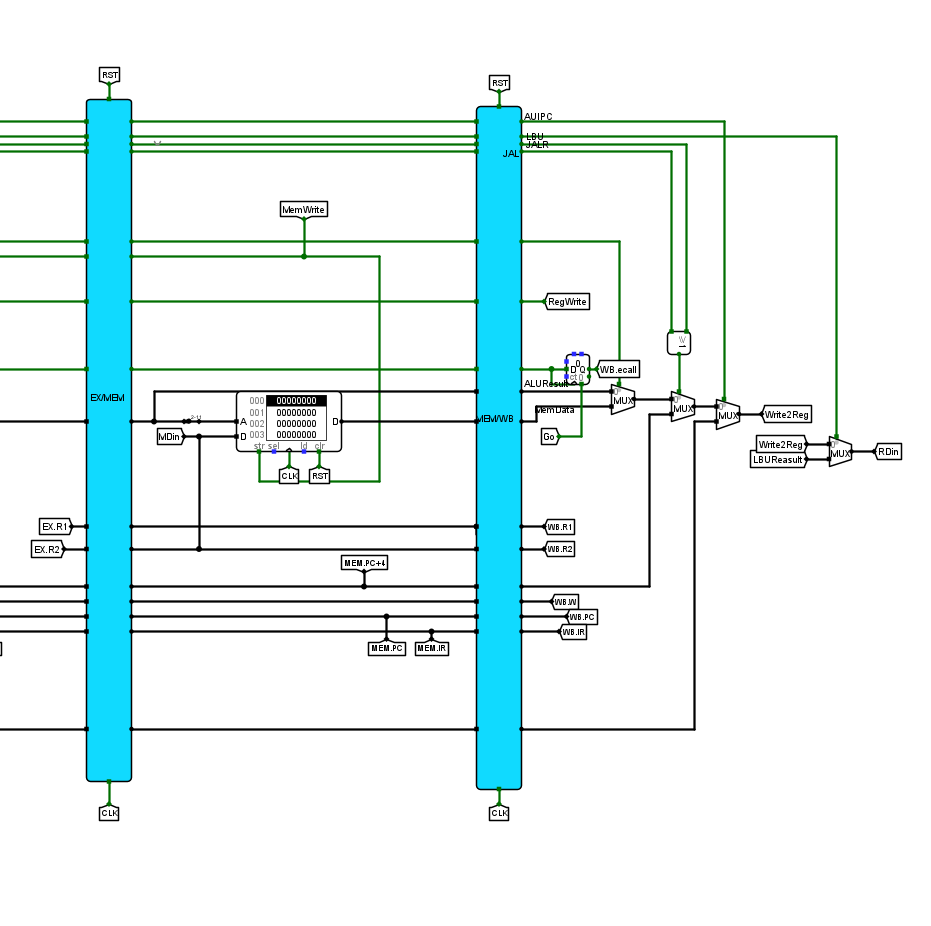 RST
RST
AUIPC
LBU
JALR
JAL
MemWrite
RegWrite
0
D Q
WB.ecall
ALUResult
MUX
MUX
MUX
EX/MEM
000 00000000
001 00000000
002 00000000
003 00000000
A
D
D
str sel ld clr
MDin
MEM/WB
MemData
Go
Write2Reg
Write2Reg
LBUReasult
MUX
RDin
CLK
RST
EX.R1
EX.R2
WB.R1
WB.R2
MEM.PC+4
WB.W
WB.PC
WB.IR
MEM.PC
MEM.IR
CLK
CLK